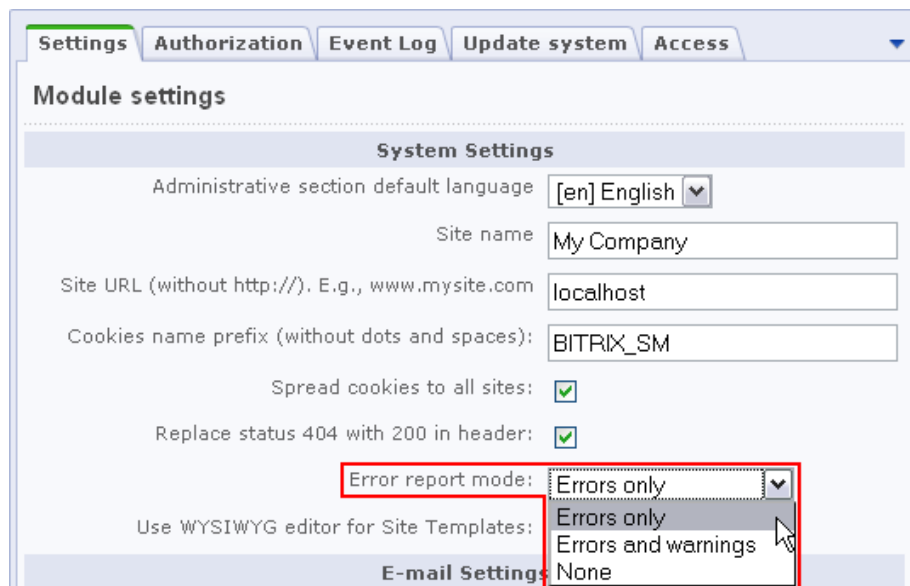 Settings Authorization Event Log Update system Access
Module settings
System Settings
Administrative section default language [en] English
Site name My Company
Site URL (without http://). E.g., www.mysite.com localhost
Cookies name prefix (without dots and spaces): BITRIX_SM
Spread cookies to all sites:
Replace status 404 with 200 in header:
Error report mode: Errors only
Errors only
Use WYSIWYG editor for Site Templates:
Errors and warnings
E-mail Settings
None